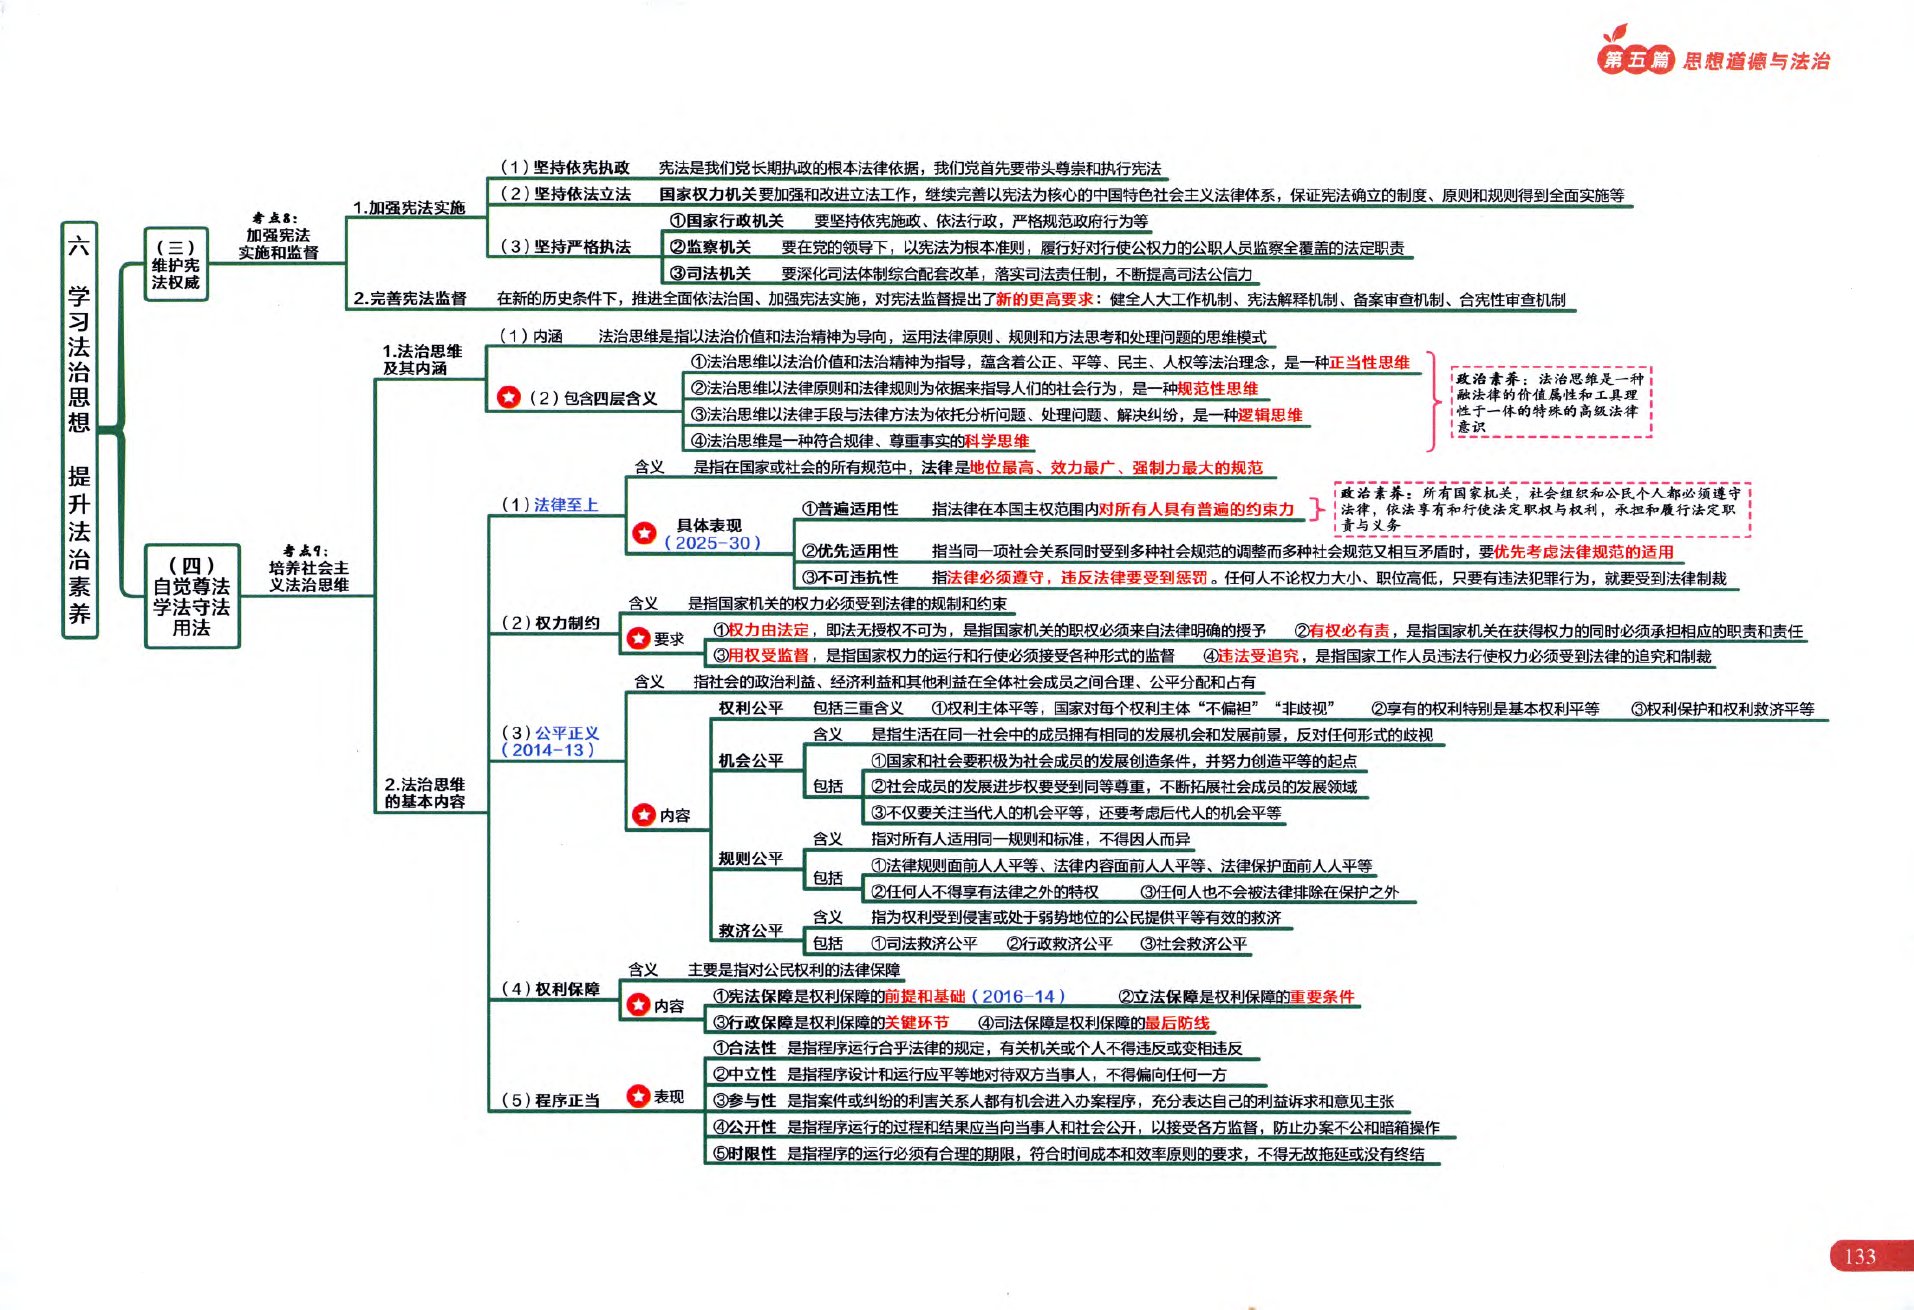 第五篇 思想道德与法治
六 学习法治思想 提升法治素养
（三）
维护宪
法权威
考点8：
加强宪法
实施和监督
1.加强宪法实施
（1）坚持依宪执政 宪法是我们党长期执政的根本法律依据，我们党首先要带头尊崇和执行宪法
（2）坚持依法立法 国家权力机关要加强和改进立法工作，继续完善以宪法为核心的中国特色社会主义法律体系，保证宪法确立的制度、原则和规则得到全面实施等
（3）坚持严格执法
①国家行政机关 要坚持依宪施政、依法行政，严格规范政府行为等
②监察机关 要在党的领导下，以宪法为根本准则，履行好对行使公权力的公职人员监察全覆盖的法定职责
③司法机关 要深化司法体制综合配套改革，落实司法责任制，不断提高司法公信力
2.完善宪法监督 在新的历史条件下，推进全面依法治国、加强宪法实施，对宪法监督提出了新的更高要求：健全人大工作机制、宪法解释机制、备案审查机制、合宪性审查机制
（四）
自觉尊法
学法守法
用法
考点9：
培养社会主
义法治思维
1.法治思维
及其内涵
（1）内涵 法治思维是指以法治价值和法治精神为导向，运用法律原则、规则和方法思考和处理问题的思维模式
（2）包含四层含义
①法治思维以法治价值和法治精神为指导，蕴含着公正、平等、民主、人权等法治理念，是一种正当性思维
②法治思维以法律原则和法律规则为依据来指导人们的社会行为，是一种规范性思维
③法治思维以法律手段与法律方法为依托分析问题、处理问题、解决纠纷，是一种逻辑思维
④法治思维是一种符合规律、尊重事实的科学思维
政治素养：法治思维是一种
融法律的价值属性和工具理
性于一体的特殊的高级法律
意识
2.法治思维
的基本内容
（1）法律至上
含义 是指在国家或社会的所有规范中，法律是地位最高、效力最广、强制力最大的规范
具体表现
（2025-30）
①普遍适用性 指法律在本国主权范围内对所有人具有普遍的约束力
政治素养：所有国家机关，社会组织和公民个人都必须遵守
法律，依法享有和行使法定职权与权利，承担和履行法定职
责与义务
②优先适用性 指当同一项社会关系同时受到多种社会规范的调整而多种社会规范又相互矛盾时，要优先考虑法律规范的适用
③不可违抗性 指法律必须遵守，违反法律要受到惩罚。任何人不论权力大小、职位高低，只要有违法犯罪行为，就要受到法律制裁
（2）权力制约
含义 是指国家机关的权力必须受到法律的规制和约束
要求
①权力由法定，即法无授权不可为，是指国家机关的职权必须来自法律明确的授予 ②有权必有责，是指国家机关在获得权力的同时必须承担相应的职责和责任
③用权受监督，是指国家权力的运行和行使必须接受各种形式的监督 ④违法受追究，是指国家工作人员违法行使权力必须受到法律的追究和制裁
（3）公平正义
（2014-13）
含义 指社会的政治利益、经济利益和其他利益在全体社会成员之间合理、公平分配和占有
内容
权利公平 包括三重含义 ①权利主体平等，国家对每个权利主体“不偏袒”“非歧视” ②享有的权利特别是基本权利平等 ③权利保护和权利救济平等
机会公平
含义 是指生活在同一社会中的成员拥有相同的发展机会和发展前景，反对任何形式的歧视
包括
①国家和社会要积极为社会成员的发展创造条件，并努力创造平等的起点
②社会成员的发展进步权要受到同等尊重，不断拓展社会成员的发展领域
③不仅要关注当代人的机会平等，还要考虑后代人的机会平等
规则公平
含义 指对所有人适用同一规则和标准，不得因人而异
包括
①法律规则面前人人平等、法律内容面前人人平等、法律保护面前人人平等
②任何人不得享有法律之外的特权 ③任何人也不会被法律排除在保护之外
救济公平
含义 指为权利受到侵害或处于弱势地位的公民提供平等有效的救济
包括 ①司法救济公平 ②行政救济公平 ③社会救济公平
（4）权利保障
含义 主要是指对公民权利的法律保障
内容
①宪法保障是权利保障的前提和基础（2016-14） ②立法保障是权利保障的重要条件
③行政保障是权利保障的关键环节 ④司法保障是权利保障的最后防线
（5）程序正当
表现
①合法性 是指程序运行合乎法律的规定，有关机关或个人不得违反或变相违反
②中立性 是指程序设计和运行应平等地对待双方当事人，不得偏向任何一方
③参与性 是指案件或纠纷的利害关系人都有机会进入办案程序，充分表达自己的利益诉求和意见主张
④公开性 是指程序运行的过程和结果应当向当事人和社会公开，以接受各方监督，防止办案不公和暗箱操作
⑤时限性 是指程序的运行必须有合理的期限，符合时间成本和效率原则的要求，不得无故拖延或没有终结
133